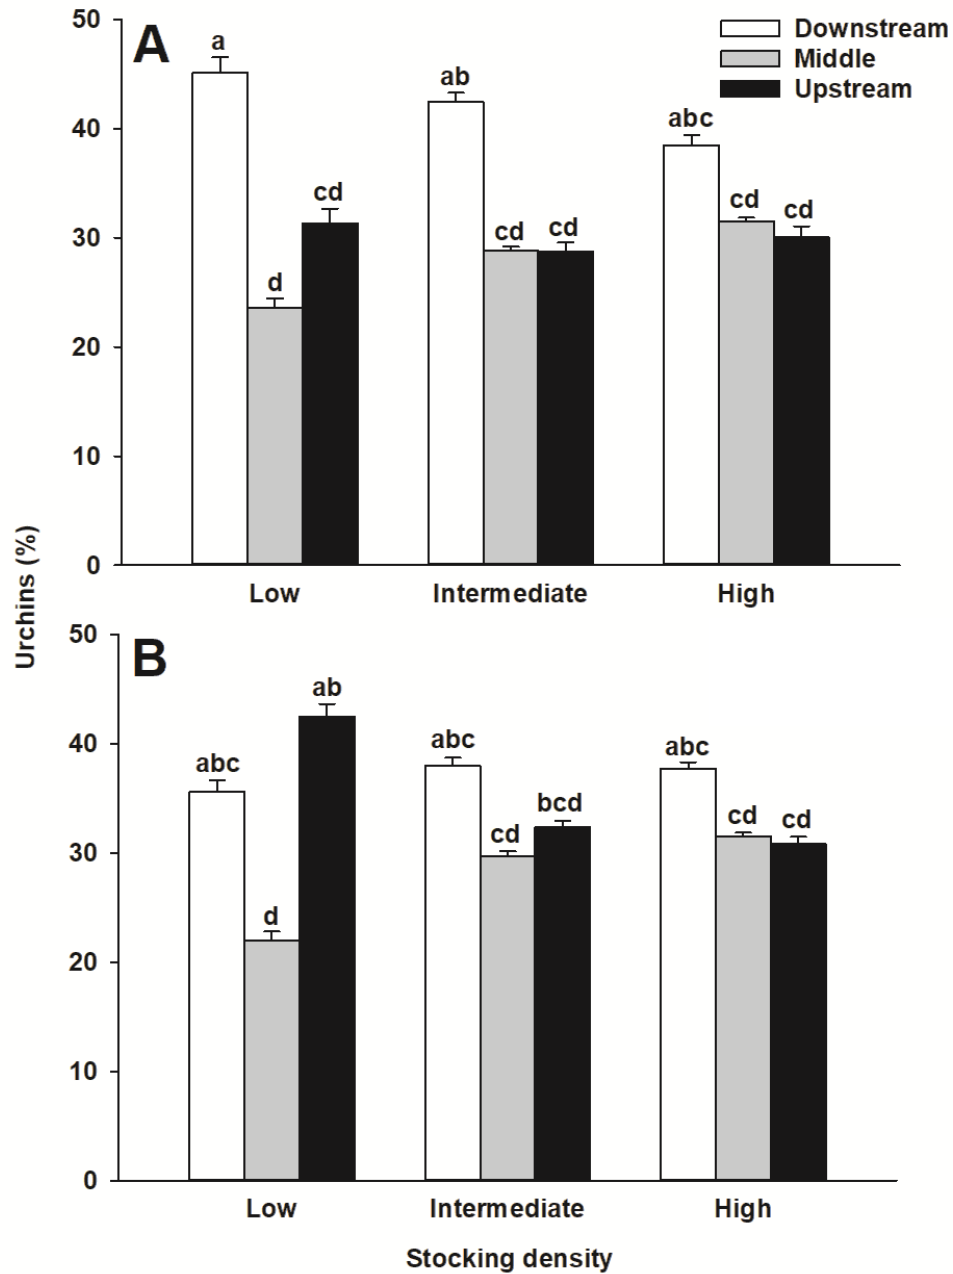 50
A
a
ab
abc
Downstream
Middle
Upstream
40
cd
cd
cd
cd
cd
30
d
20
10
0
Low
Intermediate
High
Urchins (%)
50
B
ab
abc
abc
abc
40
bcd
cd
cd
cd
30
d
20
10
0
Low
Intermediate
High
Stocking density